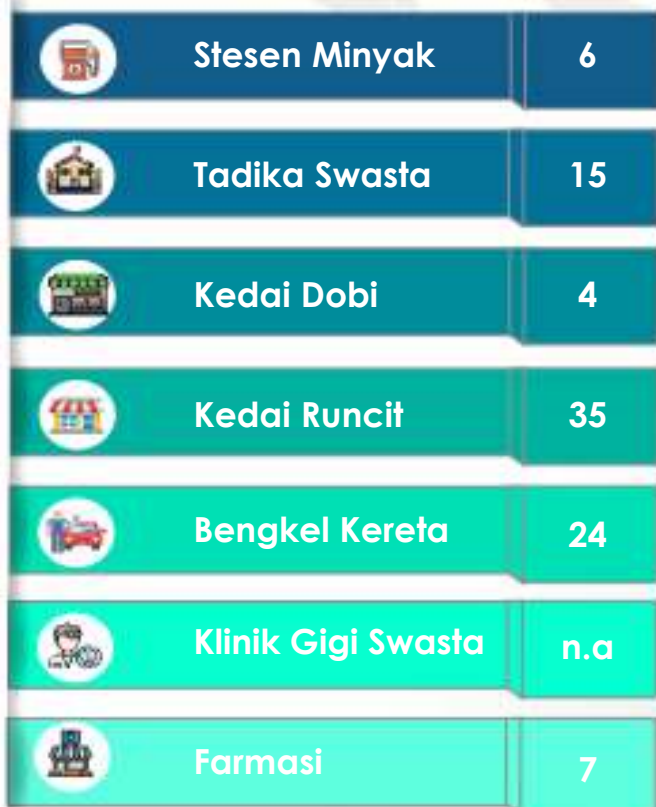 Stesen Minyak 6
Tadika Swasta 15
Kedai Dobi 4
Kedai Runcit 35
Bengkel Kereta 24
Klinik Gigi Swasta n.a
Farmasi 7